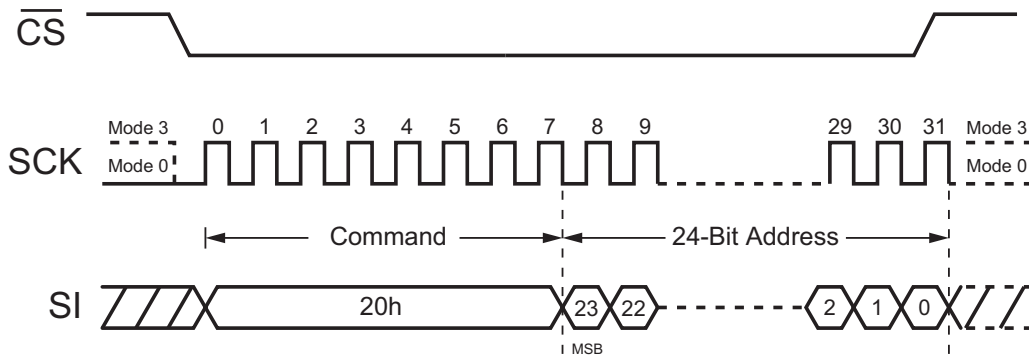 CS
Mode 3 0 1 2 3 4 5 6 7 8 9 29 30 31 Mode 3
SCK Mode 0 Mode 0
Command 24-Bit Address
SI 20h 23 22 2 1 0
MSB